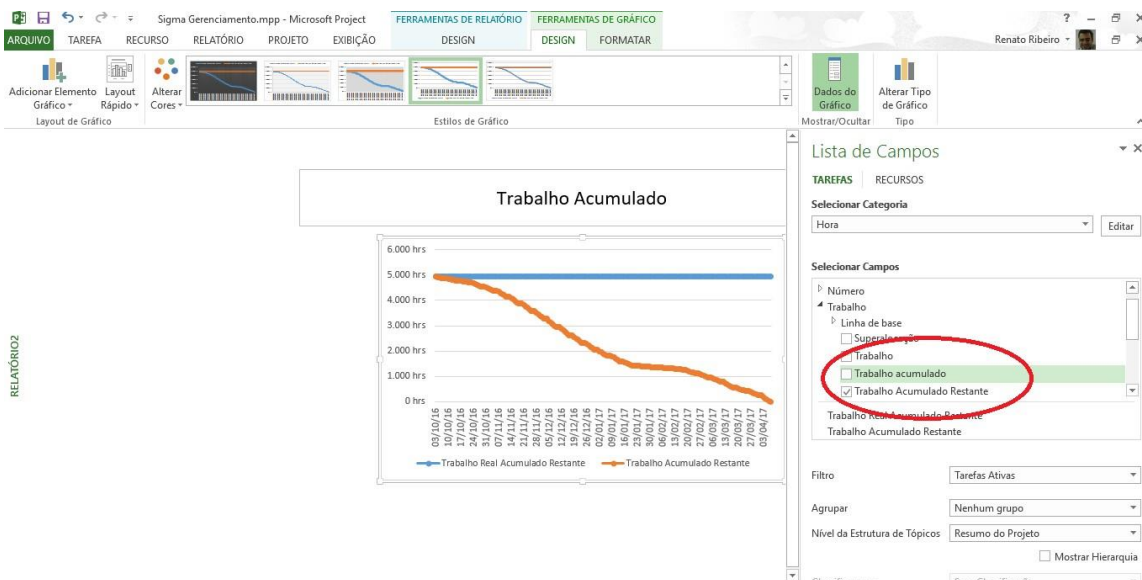 Sigma Gerenciamento.mpp - Microsoft Project
FERRAMENTAS DE RELATÓRIO
FERRAMENTAS DE GRÁFICO
?
ARQUIVO
TAREFA
RECURSO
RELATÓRIO
PROJETO
EXIBIÇÃO
DESIGN
DESIGN
FORMATAR
Renato Ribeiro
Adicionar Elemento
Gráfico
Layout
Rápido
Alterar
Cores
Dados do
Gráfico
Alterar Tipo
de Gráfico
Layout de Gráfico
Estilos de Gráfico
Mostrar/Ocultar
Tipo
RELATÓRIO2
Trabalho Acumulado
6.000 hrs
5.000 hrs
4.000 hrs
3.000 hrs
2.000 hrs
1.000 hrs
0 hrs
03/10/16
10/10/16
17/10/16
24/10/16
31/10/16
07/11/16
14/11/16
21/11/16
28/11/16
05/12/16
12/12/16
19/12/16
26/12/16
02/01/17
09/01/17
16/01/17
23/01/17
30/01/17
06/02/17
13/02/17
20/02/17
27/02/17
06/03/17
13/03/17
20/03/17
27/03/17
03/04/17
Trabalho Real Acumulado Restante
Trabalho Acumulado Restante
Lista de Campos
TAREFAS
RECURSOS
Selecionar Categoria
Hora
Editar
Selecionar Campos
Número
Trabalho
Linha de base
Superalocação
Trabalho
Trabalho acumulado
Trabalho Acumulado Restante
Trabalho Real Acumulado Restante
Trabalho Acumulado Restante
Filtro
Tarefas Ativas
Agrupar
Nenhum grupo
Nível da Estrutura de Tópicos
Resumo do Projeto
Mostrar Hierarquia